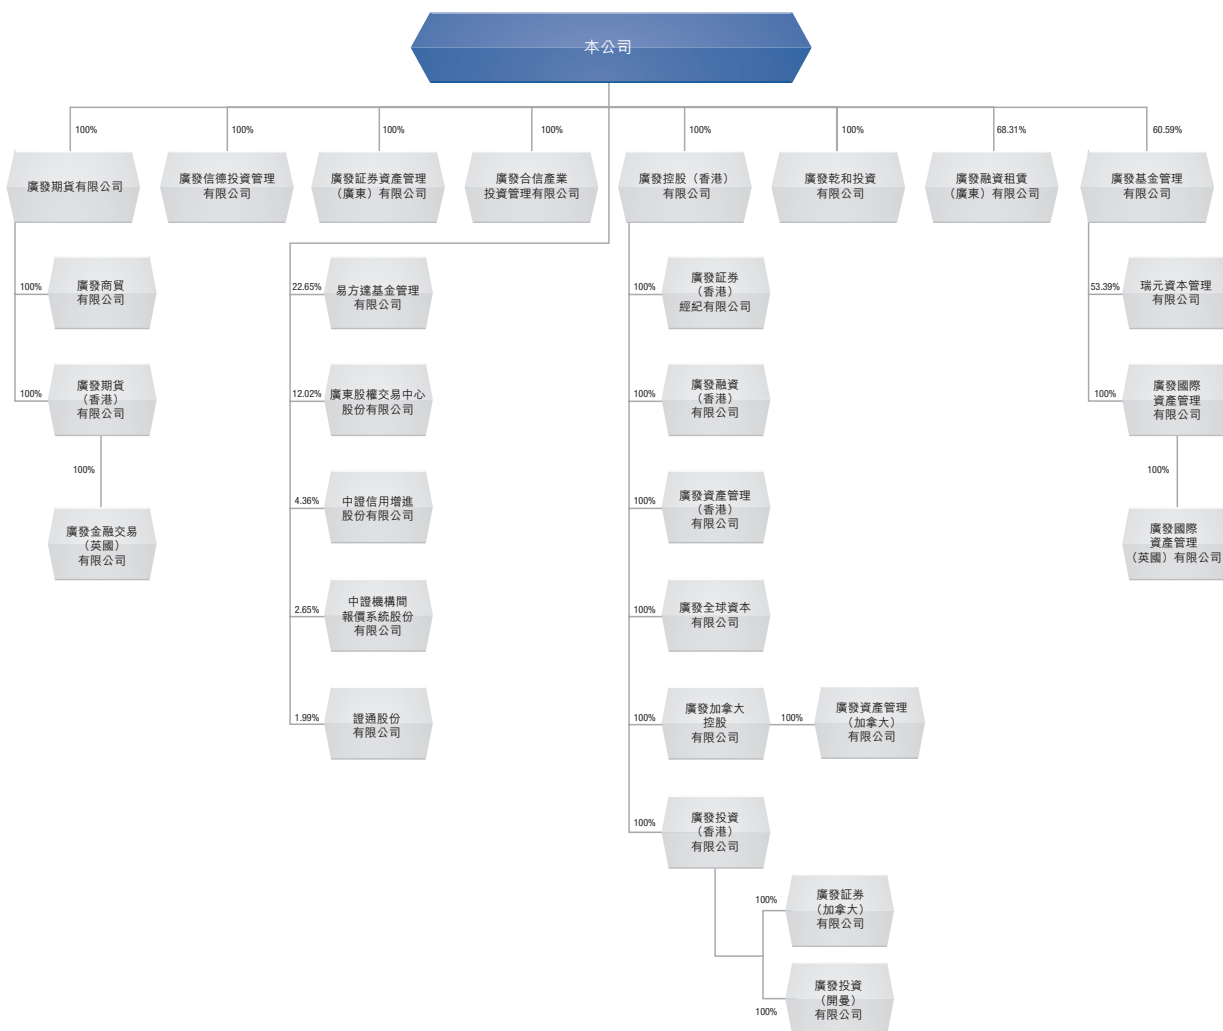 本公司
100%
100%
100%
100%
100%
100%
68.31%
60.59%
廣發期貨有限公司
廣發信德投資管理
有限公司
廣發証券資產管理
（廣東）有限公司
廣發合信產業
投資管理有限公司
廣發控股（香港）
有限公司
廣發乾和投資
有限公司
廣發融資租賃
（廣東）有限公司
廣發基金管理
有限公司
100%
廣發商貿
有限公司
100%
廣發期貨
（香港）
有限公司
100%
廣發金融交易
（英國）
有限公司
22.65%
易方達基金管理
有限公司
12.02%
廣東股權交易中心
股份有限公司
4.36%
中證信用增進
股份有限公司
2.65%
中證機構間
報價系統股份
有限公司
1.99%
證通股份
有限公司
100%
廣發証券
（香港）
經紀有限公司
100%
廣發融資
（香港）
有限公司
100%
廣發資產管理
（香港）
有限公司
100%
廣發全球資本
有限公司
100%
廣發加拿大
控股
有限公司
100%
廣發資產管理
（加拿大）
有限公司
100%
廣發投資
（香港）
有限公司
100%
廣發証券
（加拿大）
有限公司
100%
廣發投資
（開曼）
有限公司
53.39%
瑞元資本管理
有限公司
100%
廣發國際
資產管理
有限公司
100%
廣發國際
資產管理
（英國）有限公司